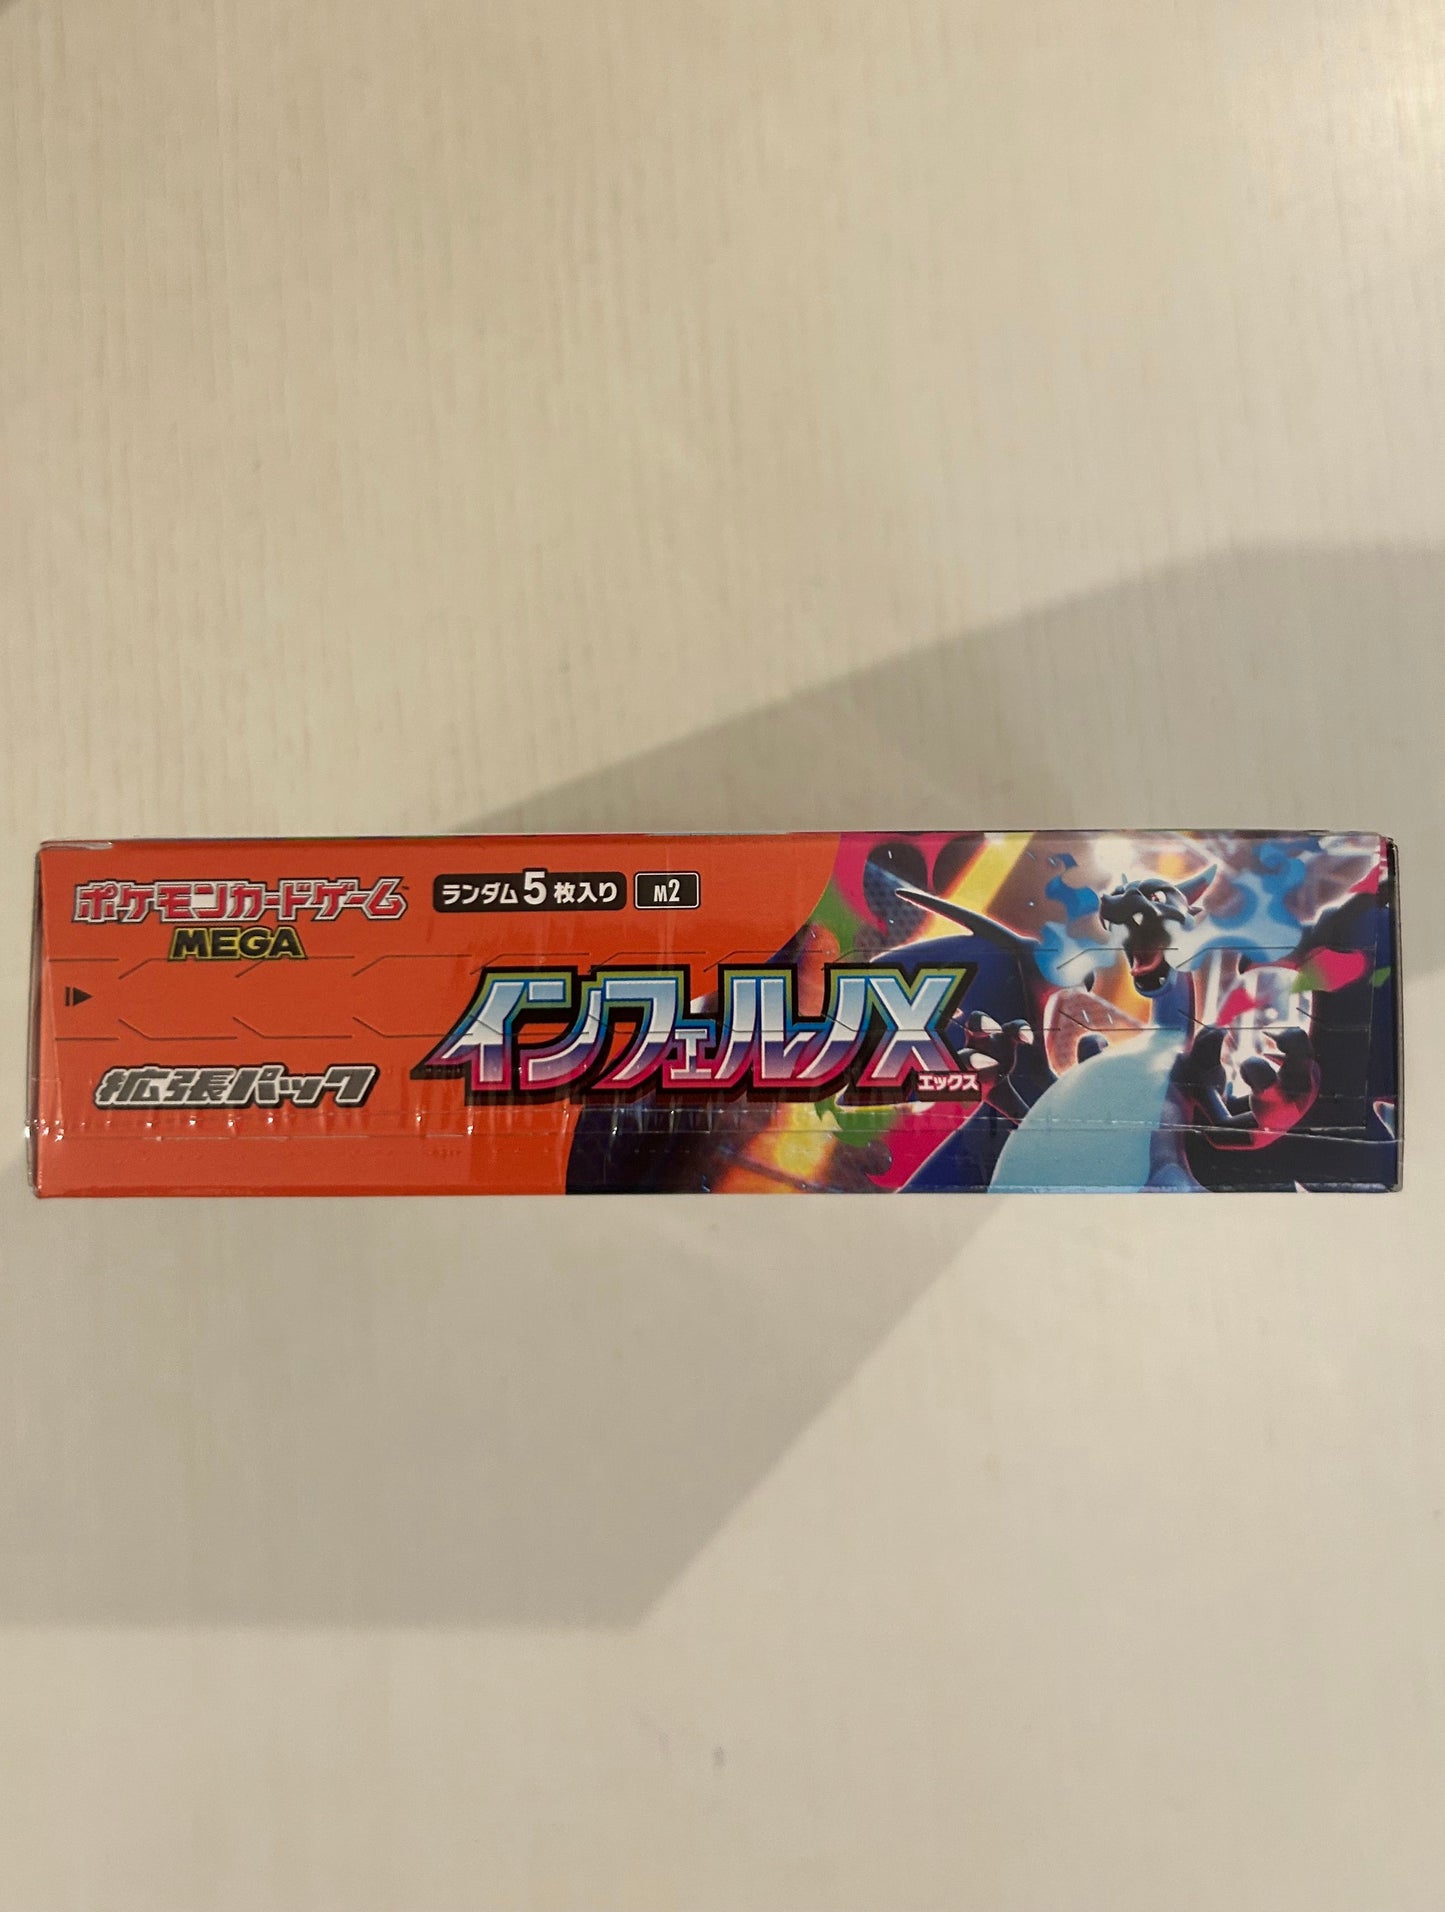 ポケモンカードゲーム
MEGA
ランダム5枚入り
M2
拡張パック
インフェルノX
エックス